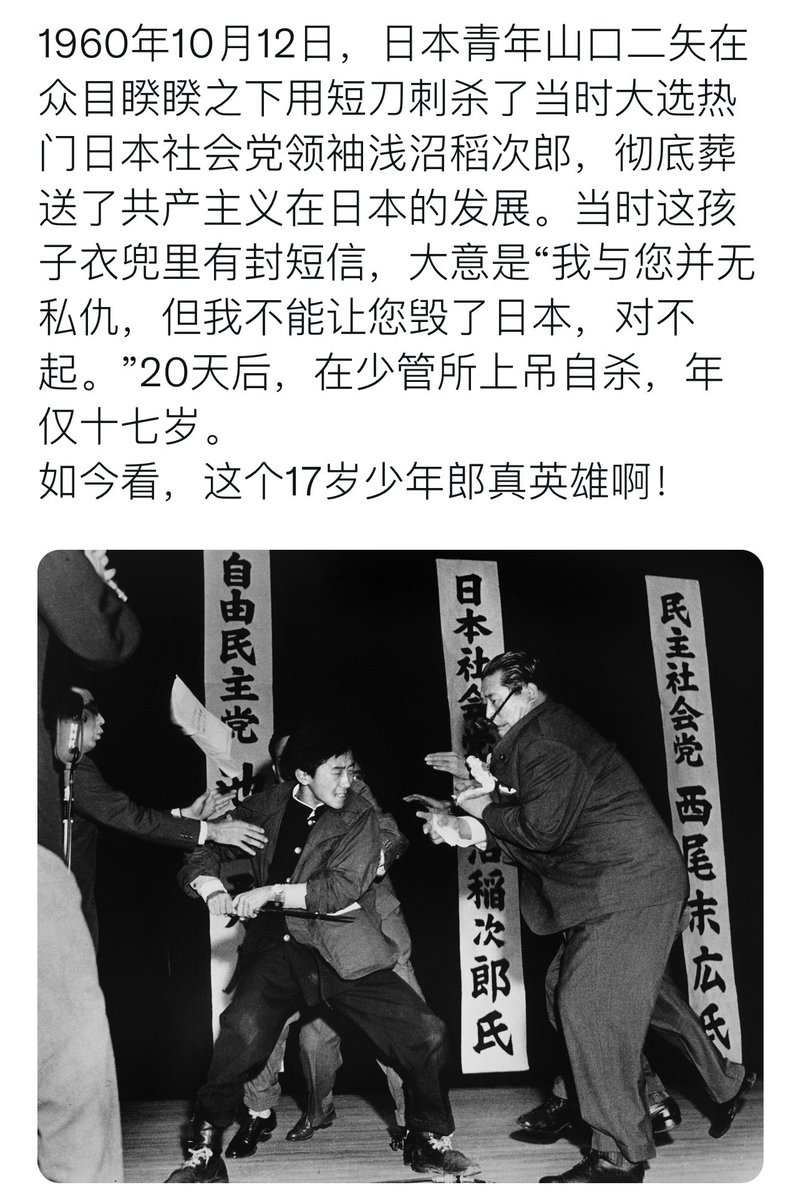 1960年10月12日，日本青年山口二矢在
众目睽睽之下用短刀刺杀了当时大选热
门日本社会党领袖浅沼稻次郎，彻底葬
送了共产主义在日本的发展。当时这孩
子衣兜里有封短信，大意是“我与您并无
私仇，但我不能让您毁了日本，对不
起。”20天后，在少管所上吊自杀，年
仅十七岁。
如今看，这个17岁少年郎真英雄啊！
自由民主党
日本社会党
沼稲次郎氏
民主社会党 西尾末広氏